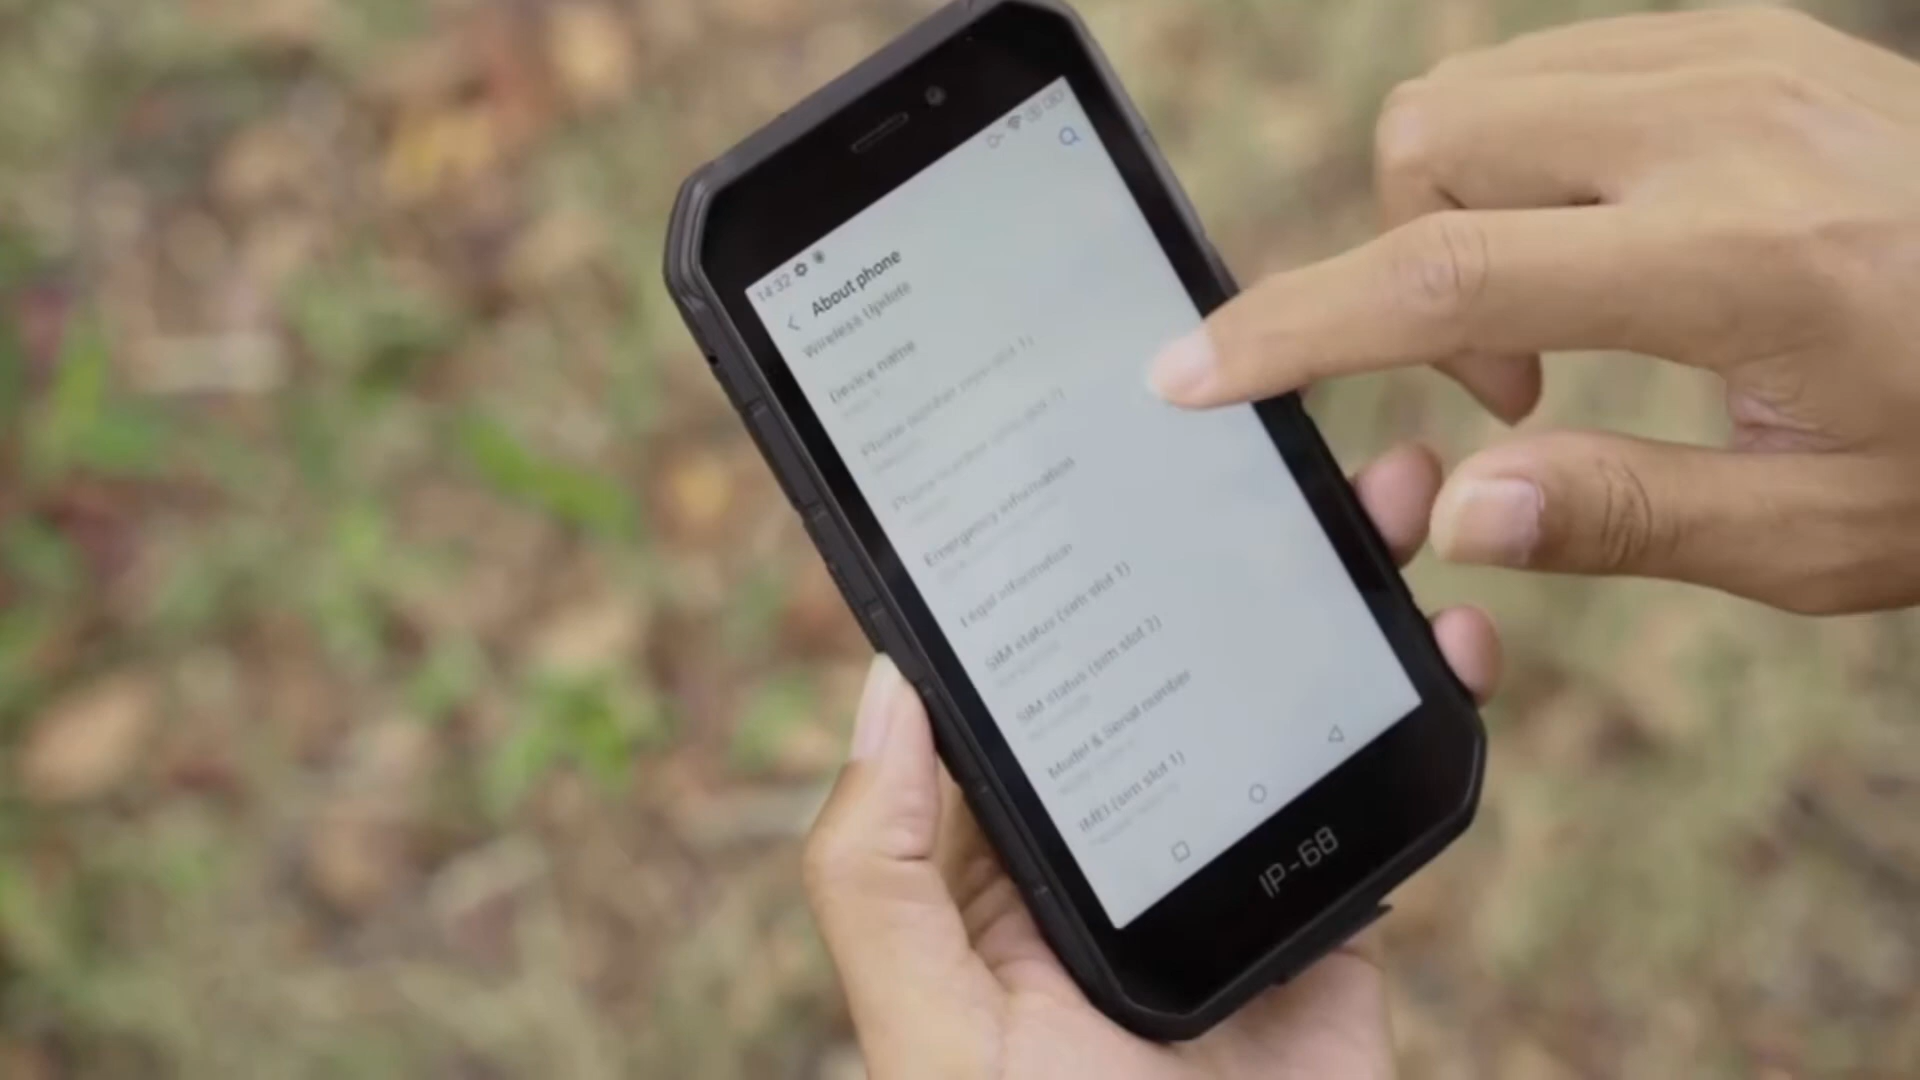 14:32
About phone
Wireless Update
Device name
Phone number (sim slot 1)
Phone number (sim slot 2)
Emergency information
Legal information
SIM status (sim slot 1)
SIM status (sim slot 2)
Model & Serial number
IMEI (sim slot 1)
IP-68